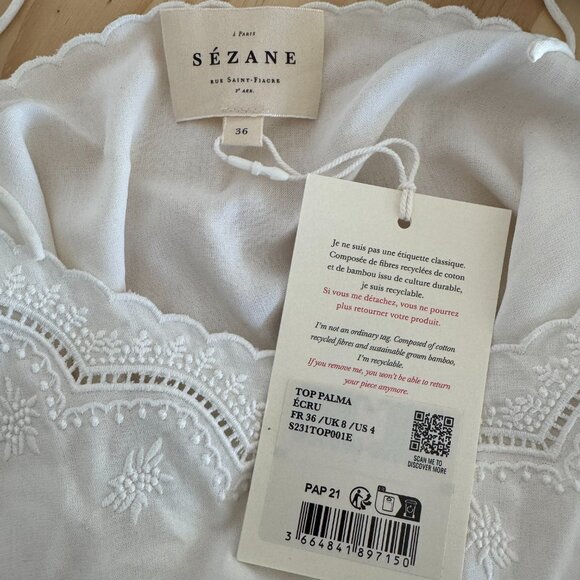 à PARIS
SÉZANE
RUE SAINT-FIACRE
2e ARR.
36
Je ne suis pas une étiquette classique.
Composée de fibres recyclées de coton
et de bambou issu de culture durable,
je suis recyclable.
Si vous me détachez, vous ne pourrez
plus retourner votre produit.
I'm not an ordinary tag. Composed of cotton
recycled fibres and sustainable grown bamboo,
I'm recyclable.
If you remove me, you won't be able to return
your piece anymore.
TOP PALMA
ÉCRU
FR 36 /UK 8 /US 4
S231TOP001E
SCAN ME TO
DISCOVER MORE
PAP 21
3 664841 897150